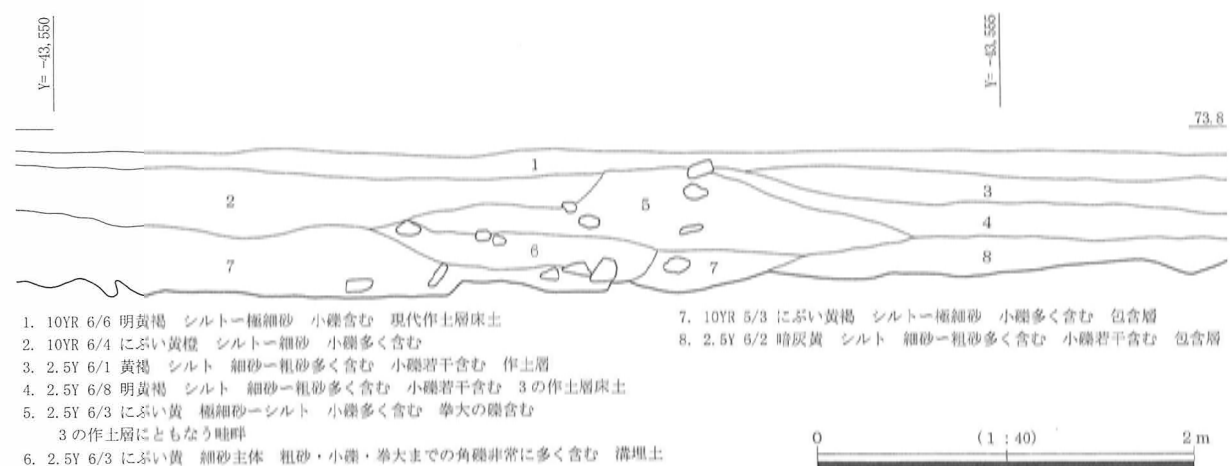 Y= -43,550
Y= -43,555
73.8
1
2
3
4
5
6
7
7
8
1. 10YR 6/6 明黄褐 シルト～極細砂 小礫含む 現代作土層床土
2. 10YR 6/4 にぶい黄橙 シルト～細砂 小礫多く含む
3. 2.5Y 6/1 黄褐 シルト 細砂～粗砂多く含む 小礫若干含む 作土層
4. 2.5Y 6/8 明黄褐 シルト 細砂～粗砂多く含む 小礫若干含む 3の作土層床土
5. 2.5Y 6/3 にぶい黄 極細砂～シルト 小礫多く含む 拳大の礫含む
3の作土層にともなう畦畔
6. 2.5Y 6/3 にぶい黄 細砂主体 粗砂・小礫・拳大までの角礫非常に多く含む 溝埋土
7. 10YR 5/3 にぶい黄褐 シルト～極細砂 小礫多く含む 包含層
8. 2.5Y 6/2 暗灰黄 シルト 細砂～粗砂多く含む 小礫若干含む 包含層
0 (1:40) 2m